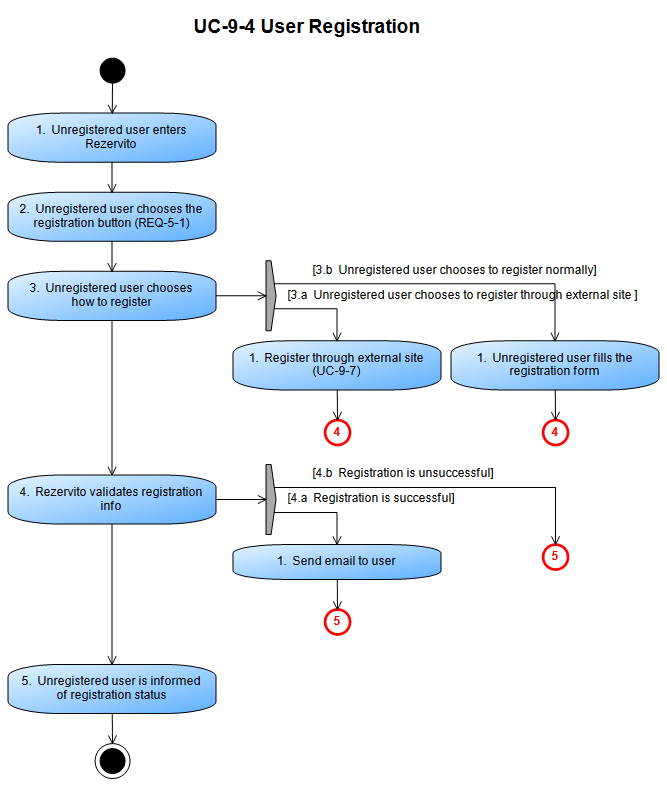 UC-9-4 User Registration
1. Unregistered user enters
Rezervito
2. Unregistered user chooses the
registration button (REQ-5-1)
3. Unregistered user chooses
how to register
[3.b Unregistered user chooses to register normally]
[3.a Unregistered user chooses to register through external site ]
1. Register through external site
(UC-9-7)
1. Unregistered user fills the
registration form
4
4
4. Rezervito validates registration
info
[4.b Registration is unsuccessful]
[4.a Registration is successful]
1. Send email to user
5
5
5. Unregistered user is informed
of registration status